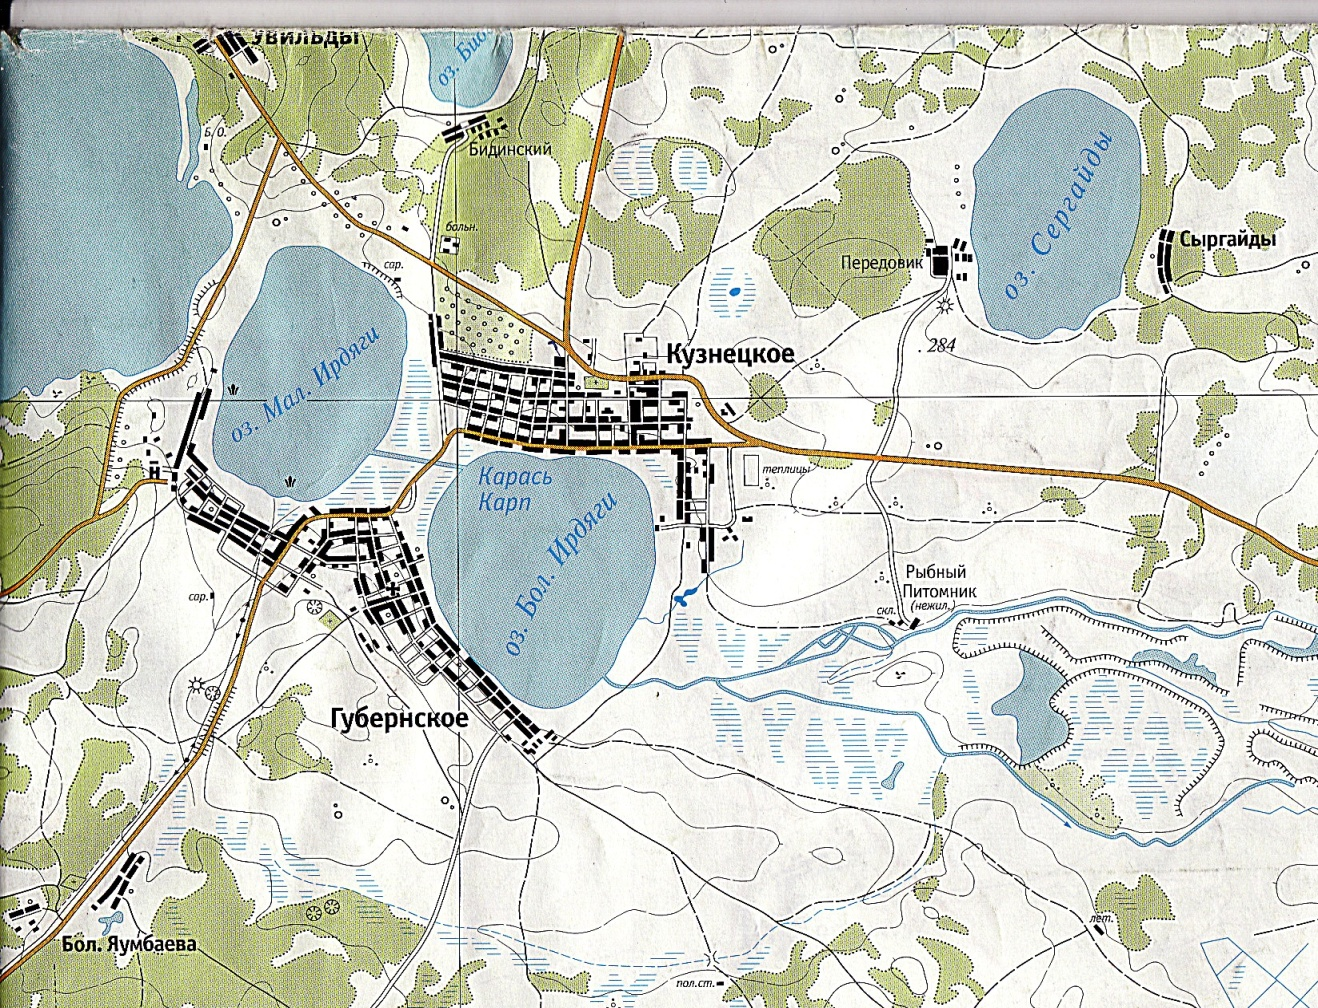 УВИЛЬДЫ
оз. Бид
Б. О.
Бидинский
больн.
сар.
оз. Сергайды
Сыргайды
Передовик
. 284
оз. Мал. Ирдяги
Кузнецкое
Карась
Карп
теплицы
оз. Бол. Ирдяги
Рыбный
Питомник
(нежил.)
скл.
сар.
Губернское
Бол. Яумбаева
лет.
пол.ст.